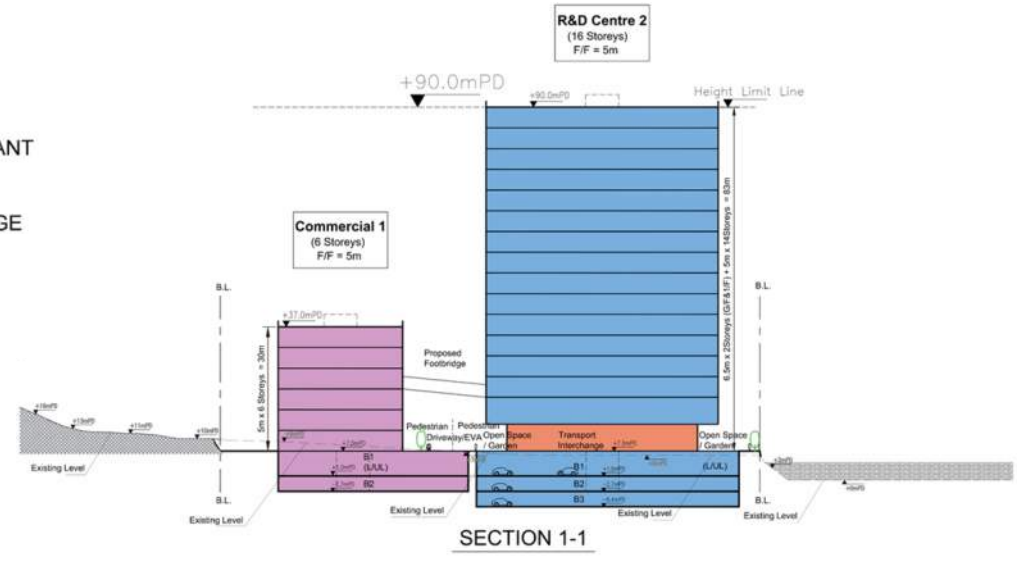 R&D Centre 2
(16 Storeys)
F/F = 5m
+90.0mPD
+90.0mPD
Height Limit Line
ANT
GE
Commercial 1
(6 Storeys)
F/F = 5m
B.L.
B.L.
+37.0mPD
5m x 6 Storeys = 30m
6.5m x 2Storeys (G/F&1/F) + 5m x 14Storeys = 83m
Proposed
Footbridge
Pedestrian
Pedestrian
Driveway/EVA
Open Space
/ Garden
Transport
Interchange
Open Space
/ Garden
Existing Level
B1
(L/UL)
B2
B1
B2
B3
(L/UL)
B.L.
B.L.
Existing Level
Existing Level
Existing Level
Existing Level
SECTION 1-1